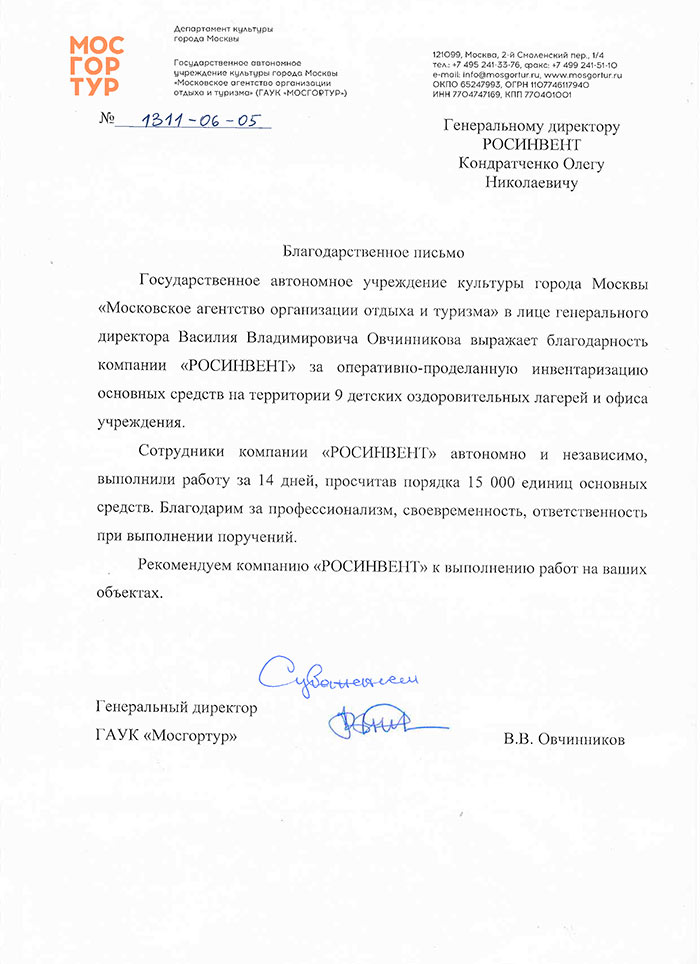 МОС
ГОР
ТУР
Департамент культуры
города Москвы
Государственное автономное
учреждение культуры города Москвы
«Московское агентство организации
отдыха и туризма» (ГАУК «МОСГОРТУР»)
121099, Москва, 2-й Смоленский пер., 1/4
тел.: +7 495 241-33-76, факс: +7 499 241-51-10
e-mail: info@mosgortur.ru, www.mosgortur.ru
ОКПО 65247993, ОГРН 1107746117940
ИНН 7704747169, КПП 770401001
№ 1311-06-05
Генеральному директору
РОСИНВЕНТ
Кондратченко Олегу
Николаевичу
Благодарственное письмо
Государственное автономное учреждение культуры города Москвы
«Московское агентство организации отдыха и туризма» в лице генерального
директора Василия Владимировича Овчинникова выражает благодарность
компании «РОСИНВЕНТ» за оперативно-проделанную инвентаризацию
основных средств на территории 9 детских оздоровительных лагерей и офиса
учреждения.
Сотрудники компании «РОСИНВЕНТ» автономно и независимо,
выполнили работу за 14 дней, просчитав порядка 15 000 единиц основных
средств. Благодарим за профессионализм, своевременность, ответственность
при выполнении поручений.
Рекомендуем компанию «РОСИНВЕНТ» к выполнению работ на ваших
объектах.
С уважением
Генеральный директор
ГАУК «Мосгортур»
В.В. Овчинников